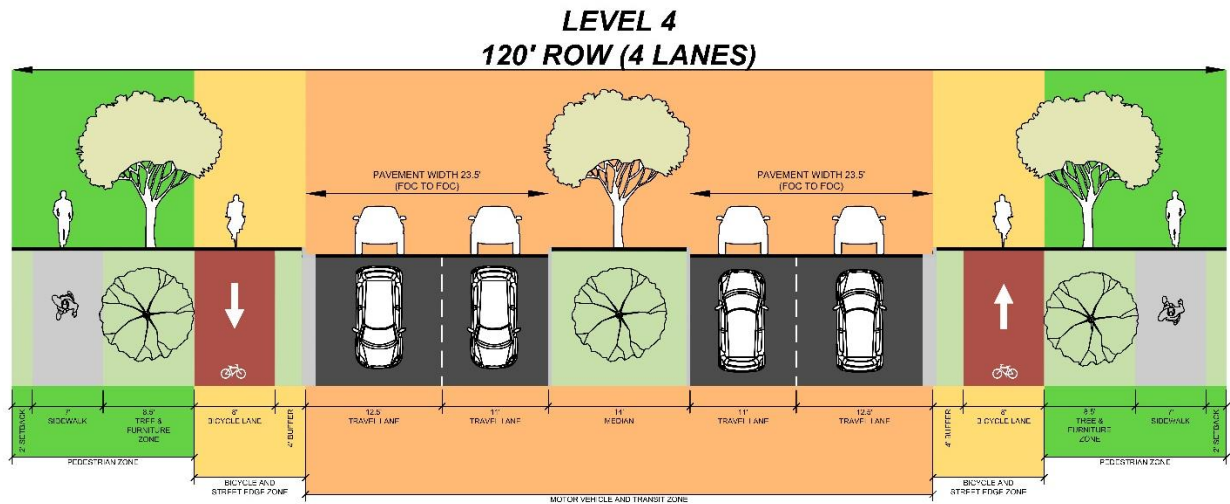 LEVEL 4
120' ROW (4 LANES)
PAVEMENT WIDTH 23.5'
(FOC TO FOC)
PAVEMENT WIDTH 23.5'
(FOC TO FOC)
2' SETBACK
7'
SIDEWALK
8.5'
TREE &
FURNITURE
ZONE
8'
BICYCLE LANE
4' BUFFER
12.5'
TRAVEL LANE
11'
TRAVEL LANE
14'
MEDIAN
11'
TRAVEL LANE
12.5'
TRAVEL LANE
4' BUFFER
8'
BICYCLE LANE
8.5'
TREE &
FURNITURE
ZONE
7'
SIDEWALK
2' SETBACK
PEDESTRIAN ZONE
PEDESTRIAN ZONE
BICYCLE AND
STREET EDGE ZONE
BICYCLE AND
STREET EDGE ZONE
MOTOR VEHICLE AND TRANSIT ZONE